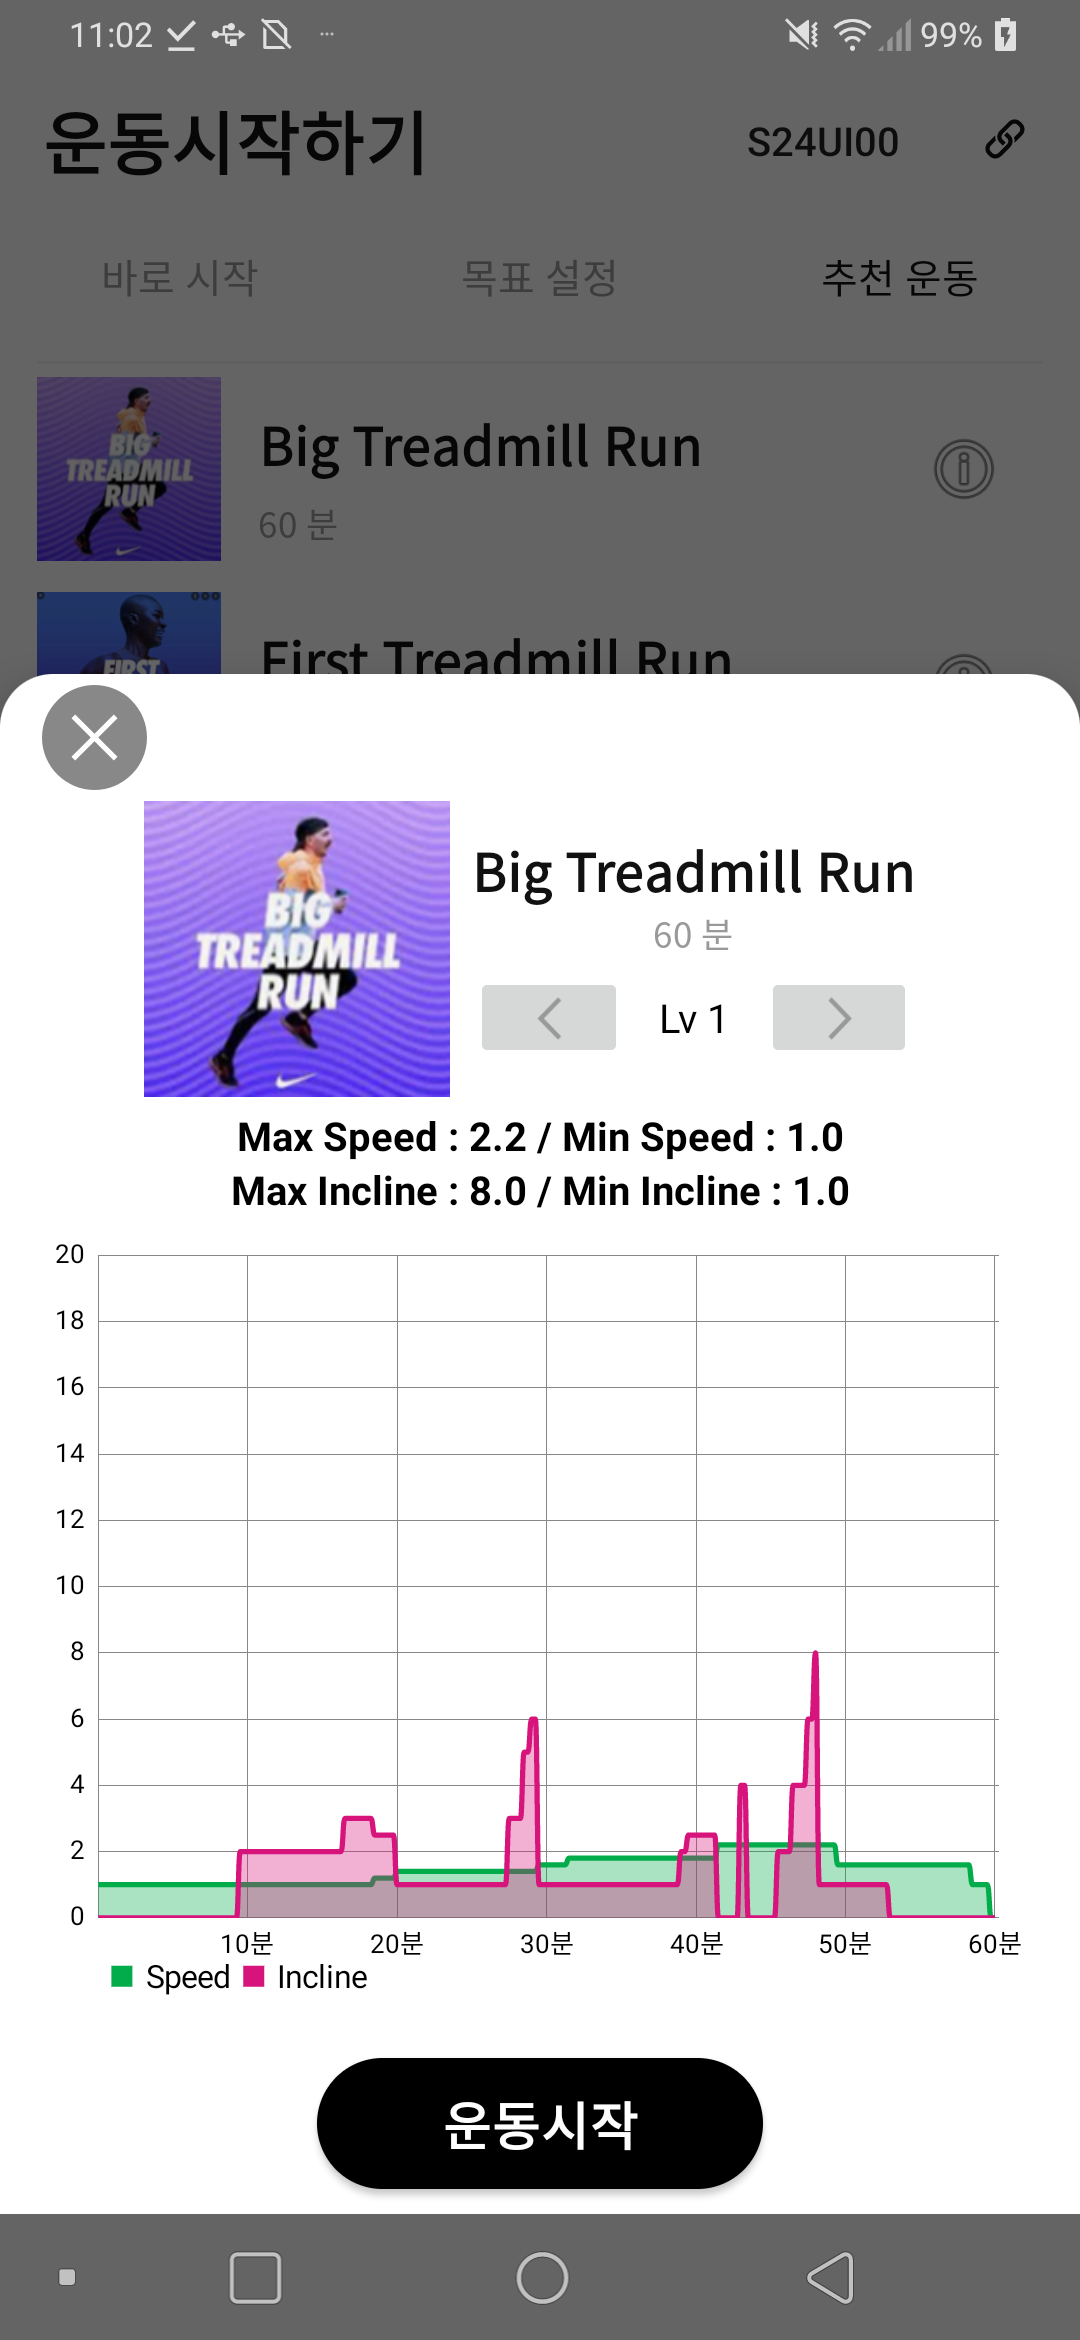 11:02 99%
운동시작하기 S24UI00
바로 시작 목표 설정 추천 운동
BIG
TREADMILL
RUN
Big Treadmill Run
60 분
FIRST
First Treadmill Run
BIG
TREADMILL
RUN
Big Treadmill Run
60 분
Lv 1
Max Speed : 2.2 / Min Speed : 1.0
Max Incline : 8.0 / Min Incline : 1.0
20
18
16
14
12
10
8
6
4
2
0
10분 20분 30분 40분 50분 60분
Speed Incline
운동시작